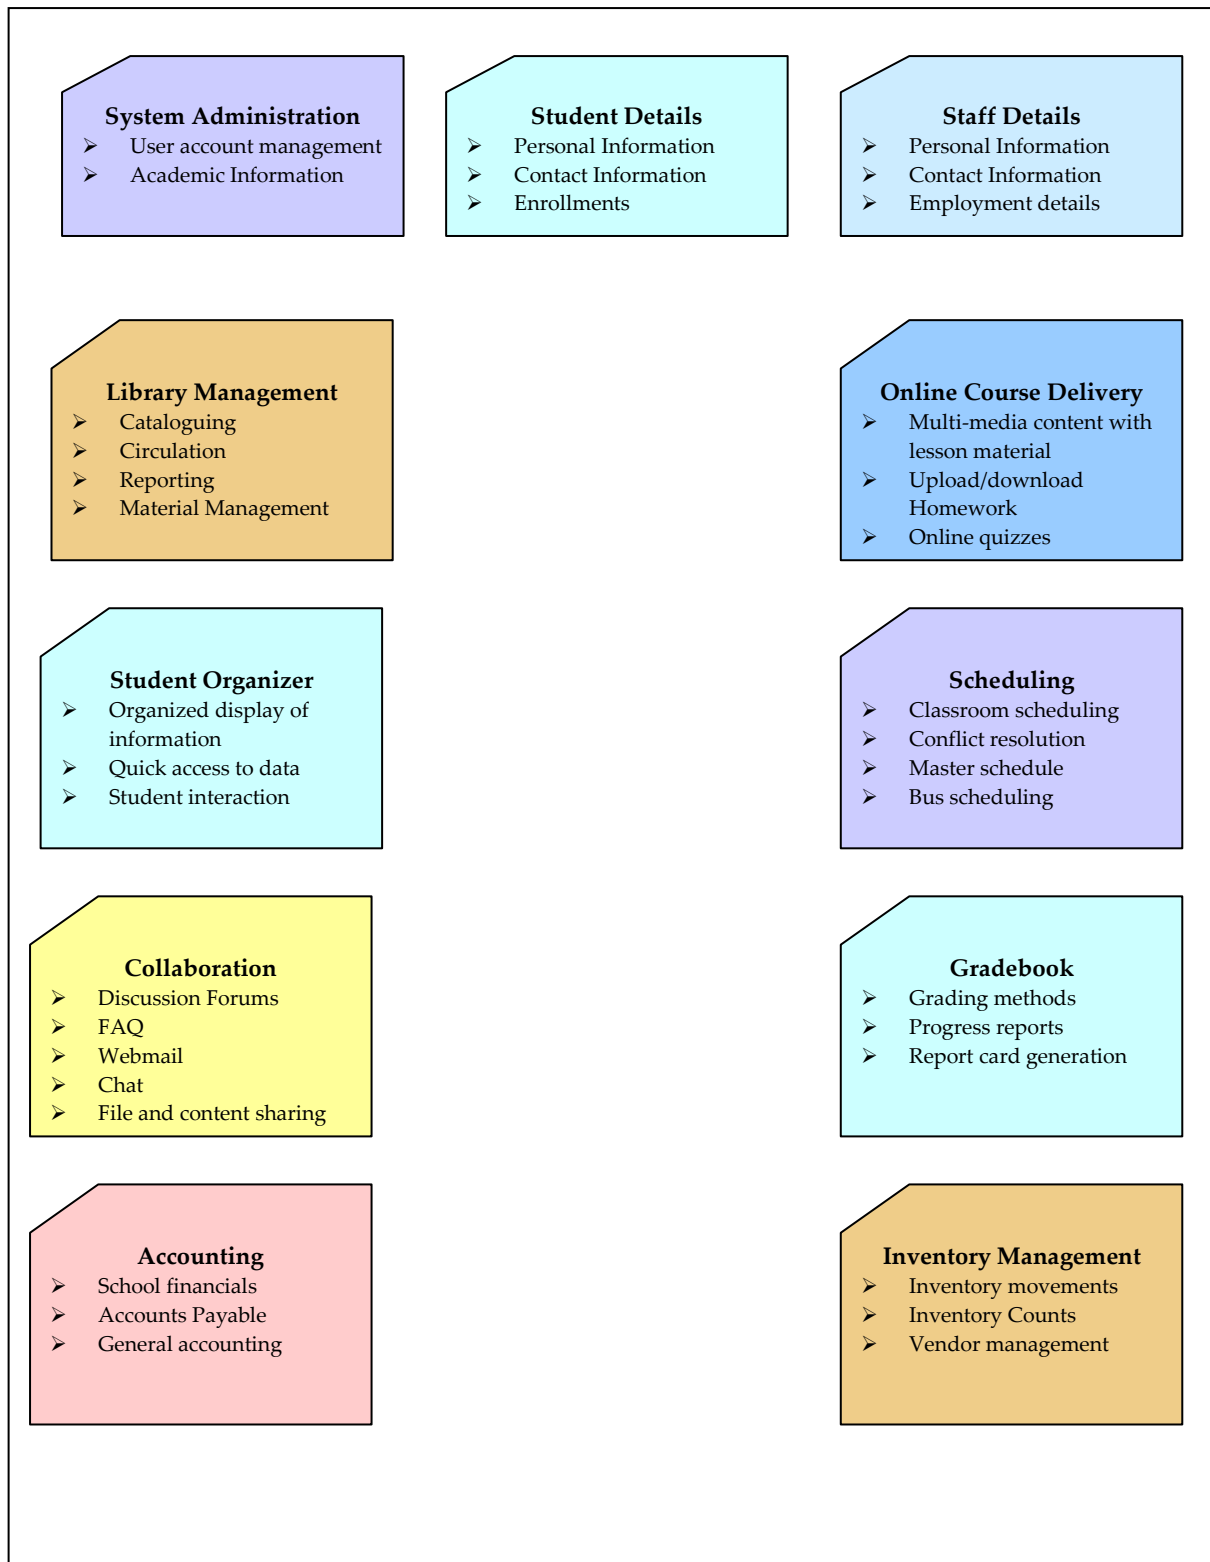 System Administration
➢ User account management
➢ Academic Information
Student Details
➢ Personal Information
➢ Contact Information
➢ Enrollments
Staff Details
➢ Personal Information
➢ Contact Information
➢ Employment details
Library Management
➢ Cataloguing
➢ Circulation
➢ Reporting
➢ Material Management
Online Course Delivery
➢ Multi-media content with
lesson material
➢ Upload/download
Homework
➢ Online quizzes
Student Organizer
➢ Organized display of
information
➢ Quick access to data
➢ Student interaction
Scheduling
➢ Classroom scheduling
➢ Conflict resolution
➢ Master schedule
➢ Bus scheduling
Collaboration
➢ Discussion Forums
➢ FAQ
➢ Webmail
➢ Chat
➢ File and content sharing
Gradebook
➢ Grading methods
➢ Progress reports
➢ Report card generation
Accounting
➢ School financials
➢ Accounts Payable
➢ General accounting
Inventory Management
➢ Inventory movements
➢ Inventory Counts
➢ Vendor management